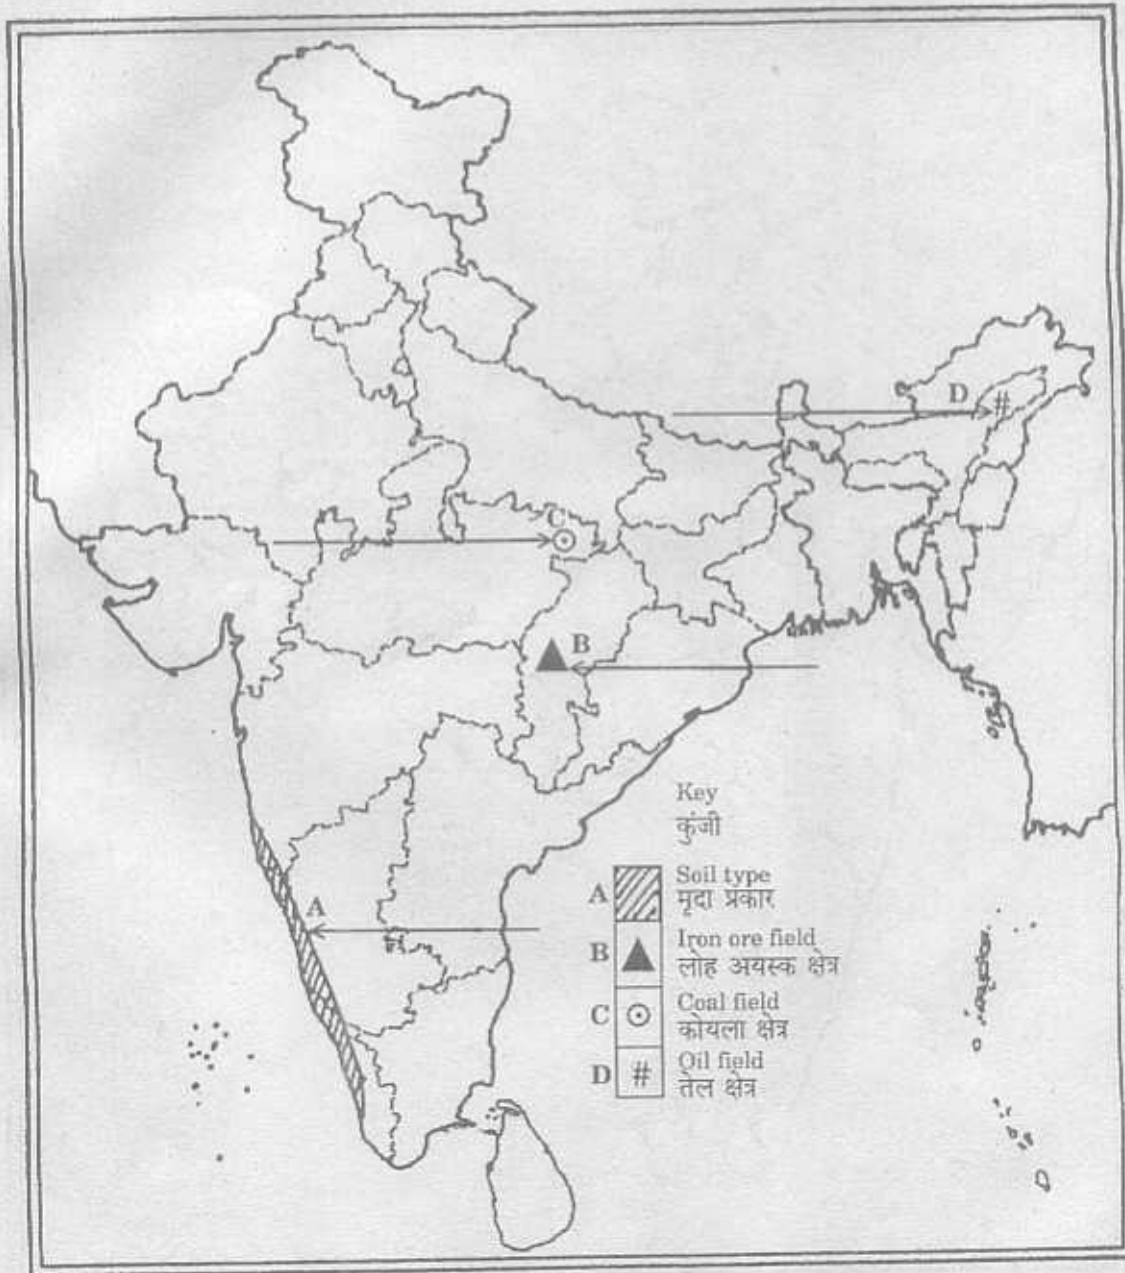 D
#
C
B
Key
कुंजी
A
A
Soil type
मृदा प्रकार
B
Iron ore field
लोह अयस्क क्षेत्र
C
Coal field
कोयला क्षेत्र
D
#
Oil field
तेल क्षेत्र